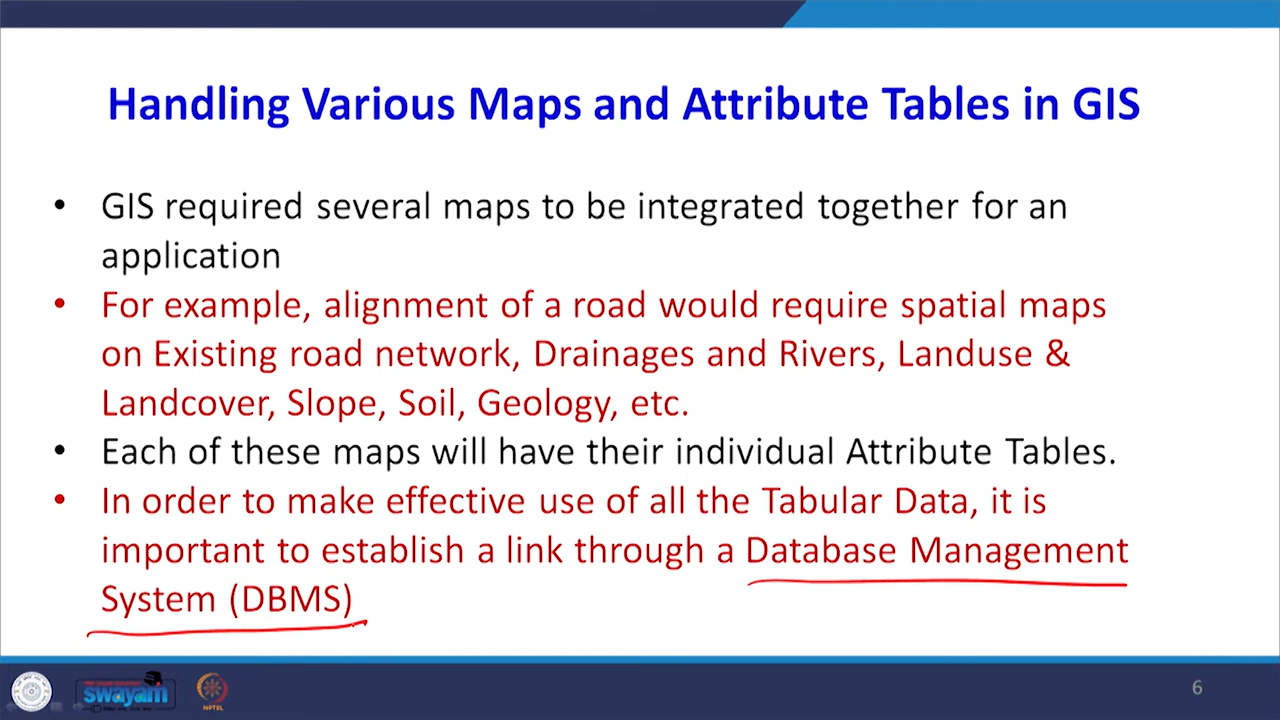 Handling Various Maps and Attribute Tables in GIS
• GIS required several maps to be integrated together for an
application
• For example, alignment of a road would require spatial maps
on Existing road network, Drainages and Rivers, Landuse &
Landcover, Slope, Soil, Geology, etc.
• Each of these maps will have their individual Attribute Tables.
• In order to make effective use of all the Tabular Data, it is
important to establish a link through a Database Management
System (DBMS)
swayam
NPTEL
6